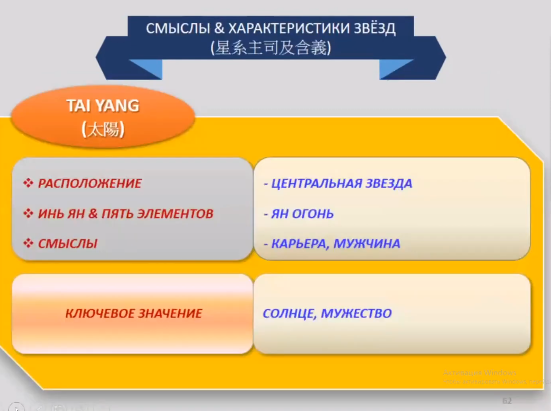 СМЫСЛЫ & ХАРАКТЕРИСТИКИ ЗВЁЗД
(星系主司及含義)
TAI YANG
(太陽)
❖ РАСПОЛОЖЕНИЕ
- ЦЕНТРАЛЬНАЯ ЗВЕЗДА
❖ ИНЬ ЯН & ПЯТЬ ЭЛЕМЕНТОВ
- ЯН ОГОНЬ
❖ СМЫСЛЫ
- КАРЬЕРА, МУЖЧИНА
КЛЮЧЕВОЕ ЗНАЧЕНИЕ
СОЛНЦЕ, МУЖЕСТВО
62